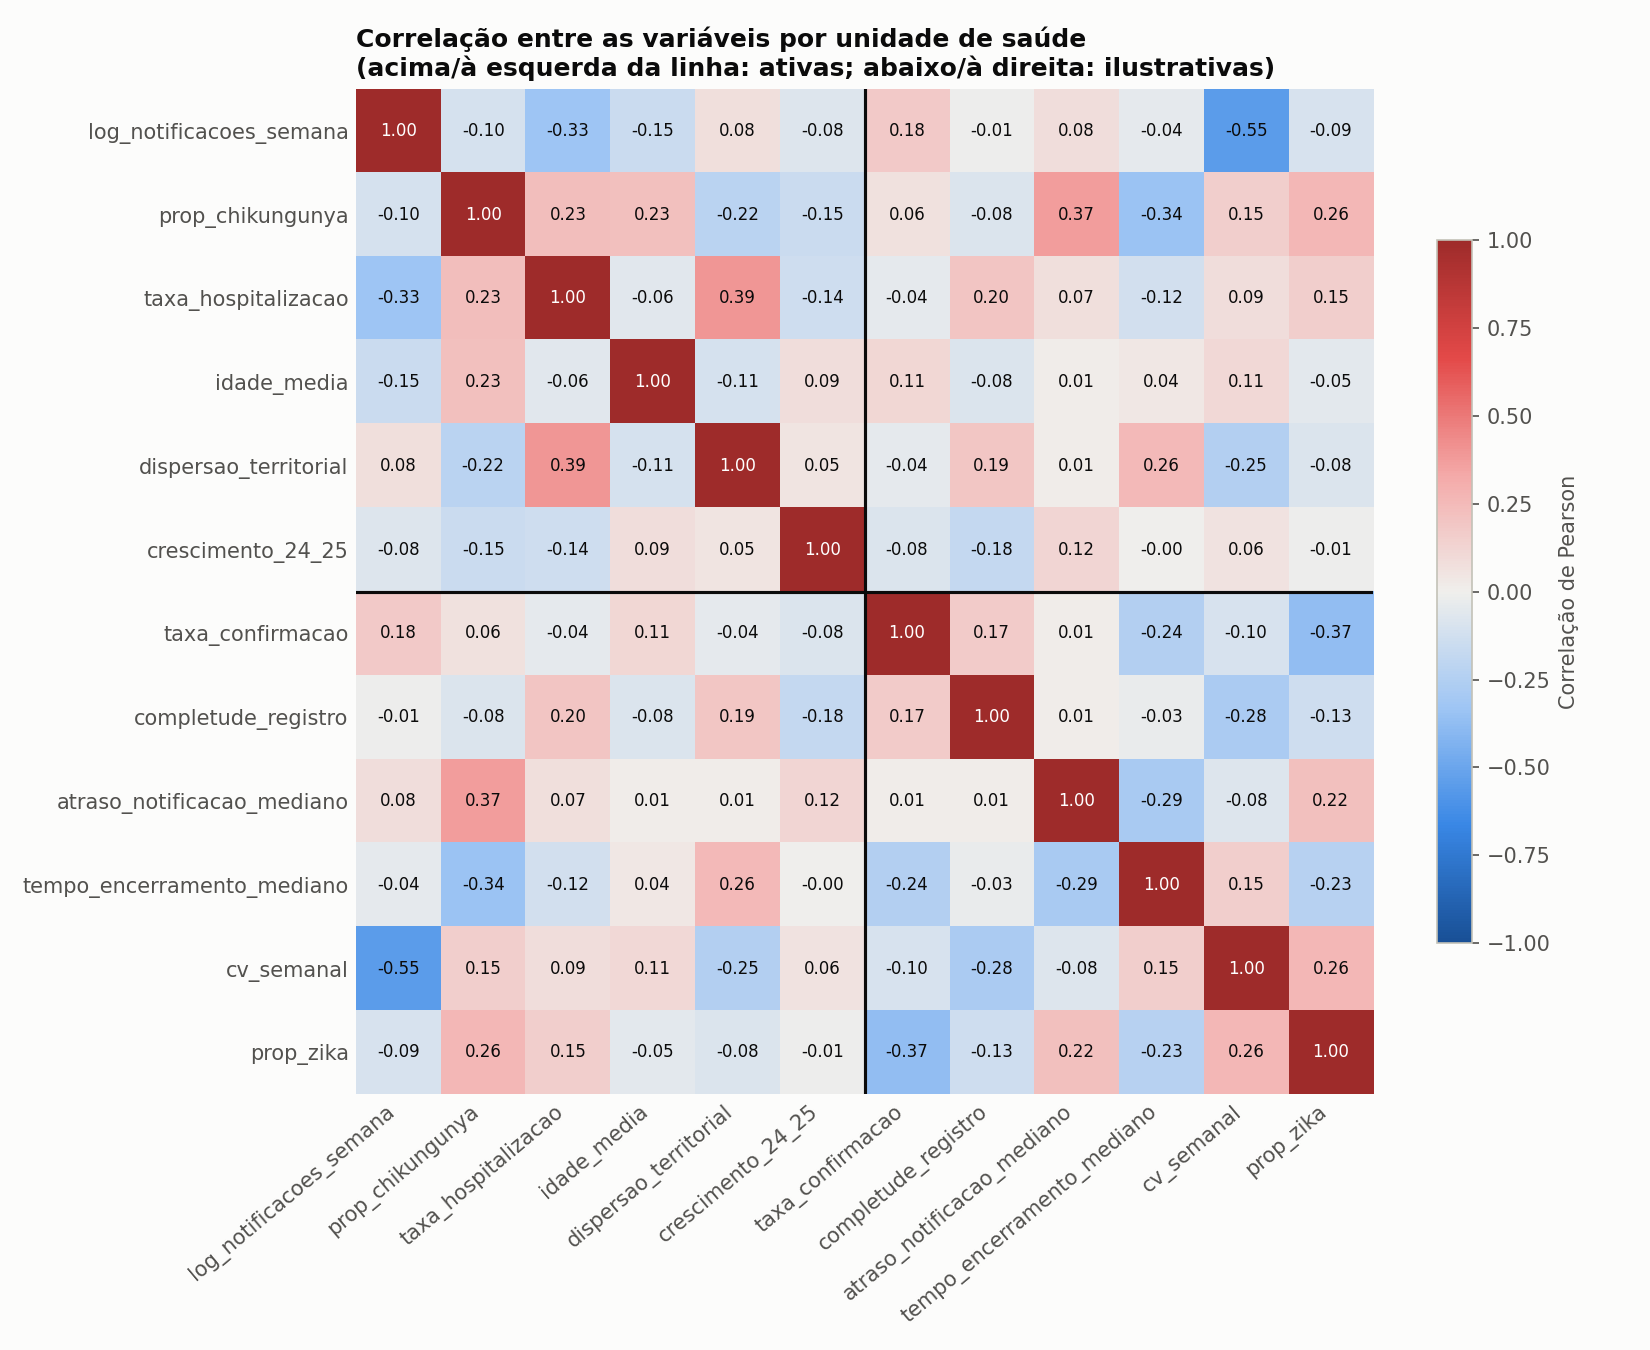 Correlação entre as variáveis por unidade de saúde
(acima/à esquerda da linha: ativas; abaixo/à direita: ilustrativas)
log_notificacoes_semana 1.00 -0.10 -0.33 -0.15 0.08 -0.08 0.18 -0.01 0.08 -0.04 -0.55 -0.09
prop_chikungunya -0.10 1.00 0.23 0.23 -0.22 -0.15 0.06 -0.08 0.37 -0.34 0.15 0.26
taxa_hospitalizacao -0.33 0.23 1.00 -0.06 0.39 -0.14 -0.04 0.20 0.07 -0.12 0.09 0.15
idade_media -0.15 0.23 -0.06 1.00 -0.11 0.09 0.11 -0.08 0.01 0.04 0.11 -0.05
dispersao_territorial 0.08 -0.22 0.39 -0.11 1.00 0.05 -0.04 0.19 0.01 0.26 -0.25 -0.08
crescimento_24_25 -0.08 -0.15 -0.14 0.09 0.05 1.00 -0.08 -0.18 0.12 -0.00 0.06 -0.01
taxa_confirmacao 0.18 0.06 -0.04 0.11 -0.04 -0.08 1.00 0.17 0.01 -0.24 -0.10 -0.37
completude_registro -0.01 -0.08 0.20 -0.08 0.19 -0.18 0.17 1.00 0.01 -0.03 -0.28 -0.13
atraso_notificacao_mediano 0.08 0.37 0.07 0.01 0.01 0.12 0.01 0.01 1.00 -0.29 -0.08 0.22
tempo_encerramento_mediano -0.04 -0.34 -0.12 0.04 0.26 -0.00 -0.24 -0.03 -0.29 1.00 0.15 -0.23
cv_semanal -0.55 0.15 0.09 0.11 -0.25 0.06 -0.10 -0.28 -0.08 0.15 1.00 0.26
prop_zika -0.09 0.26 0.15 -0.05 -0.08 -0.01 -0.37 -0.13 0.22 -0.23 0.26 1.00
log_notificacoes_semana
prop_chikungunya
taxa_hospitalizacao
idade_media
dispersao_territorial
crescimento_24_25
taxa_confirmacao
completude_registro
atraso_notificacao_mediano
tempo_encerramento_mediano
cv_semanal
prop_zika
1.00
0.75
0.50
0.25
0.00
−0.25
−0.50
−0.75
−1.00
Correlação de Pearson